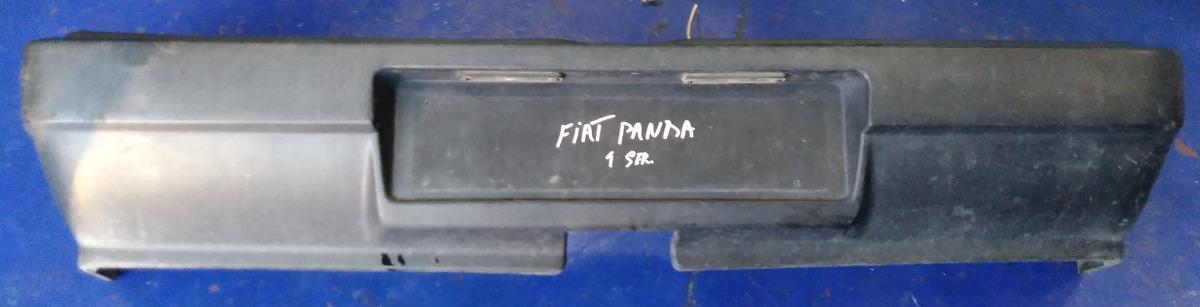 FiAT PANDA
1 SER.